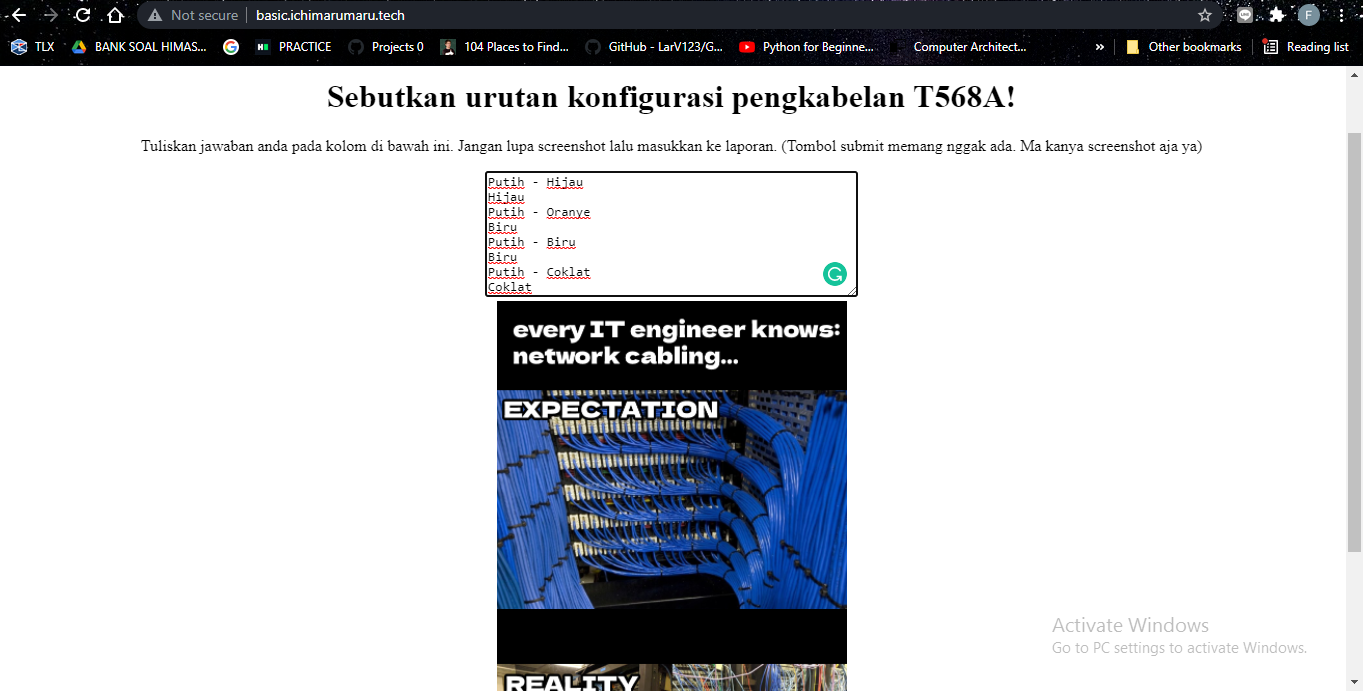 Not secure | basic.ichimarumaru.tech
F
TLX
BANK SOAL HIMAS...
PRACTICE
Projects 0
104 Places to Find...
GitHub - LarV123/G...
Python for Beginne...
Computer Architect...
»
Other bookmarks
Reading list
Sebutkan urutan konfigurasi pengkabelan T568A!
Tuliskan jawaban anda pada kolom di bawah ini. Jangan lupa screenshot lalu masukkan ke laporan. (Tombol submit memang nggak ada. Ma kanya screenshot aja ya)
Putih - Hijau
Hijau
Putih - Oranye
Biru
Putih - Biru
Biru
Putih - Coklat
Coklat
every IT engineer knows:
network cabling...
EXPECTATION
REALITY
Activate Windows
Go to PC settings to activate Windows.